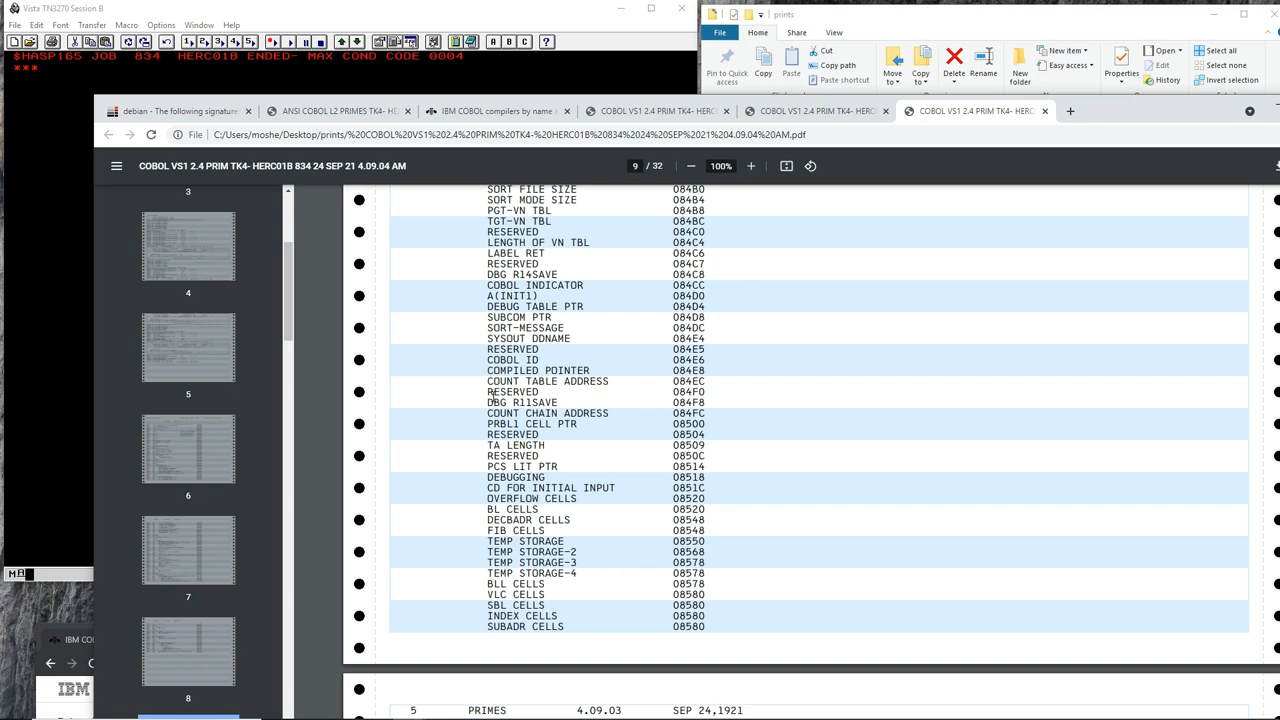 Vista TN3270 Session B
File Edit Font Transfer Macro Options Window Help
$HASP165 JOB 834 HERC01B ENDED- MAX COND CODE 0004
***
MA
prints
File Home Share View
Pin to Quick access
Copy
Paste
Cut
Copy path
Paste shortcut
Move to
Copy to
Delete
Rename
New folder
New item
Easy access
Properties
Open
Edit
History
Select all
Select none
Invert selection
debian - The following signature
ANSI COBOL L2 PRIMES TK4- HE
IBM COBOL compilers by name a
COBOL VS1 2.4 PRIM TK4- HERC
COBOL VS1 2.4 PRIM TK4- HERC
COBOL VS1 2.4 PRIM TK4- HERC
File C:/Users/moshe/Desktop/prints/%20COBOL%20VS1%202.4%20PRIM%20TK4-%20HERC01B%20834%2024%20SEP%2021%204.09.04%20AM.pdf
COBOL VS1 2.4 PRIM TK4- HERC01B 834 24 SEP 21 4.09.04 AM
9 / 32
100%
3
4
5
6
7
8
SORT FILE SIZE 084B0
SORT MODE SIZE 084B4
PGT-VN TBL 084B8
TGT-VN TBL 084BC
RESERVED 084C0
LENGTH OF VN TBL 084C4
LABEL RET 084C6
RESERVED 084C7
DBG R14SAVE 084C8
COBOL INDICATOR 084CC
A(INIT1) 084D0
DEBUG TABLE PTR 084D4
SUBCOM PTR 084D8
SORT-MESSAGE 084DC
SYSOUT DDNAME 084E4
RESERVED 084E5
COBOL ID 084E6
COMPILED POINTER 084E8
COUNT TABLE ADDRESS 084EC
RESERVED 084F0
DBG R11SAVE 084F8
COUNT CHAIN ADDRESS 084FC
PRBL1 CELL PTR 08500
RESERVED 08504
TA LENGTH 08509
RESERVED 0850C
PCS LIT PTR 08514
DEBUGGING 08518
CD FOR INITIAL INPUT 0851C
OVERFLOW CELLS 08520
BL CELLS 08520
DECBADR CELLS 08548
FIB CELLS 08548
TEMP STORAGE 08550
TEMP STORAGE-2 08568
TEMP STORAGE-3 08578
TEMP STORAGE-4 08578
BLL CELLS 08578
VLC CELLS 08580
SBL CELLS 08580
INDEX CELLS 08580
SUBADR CELLS 08580
5 PRIMES 4.09.03 SEP 24,1921
IBM CO
IBM